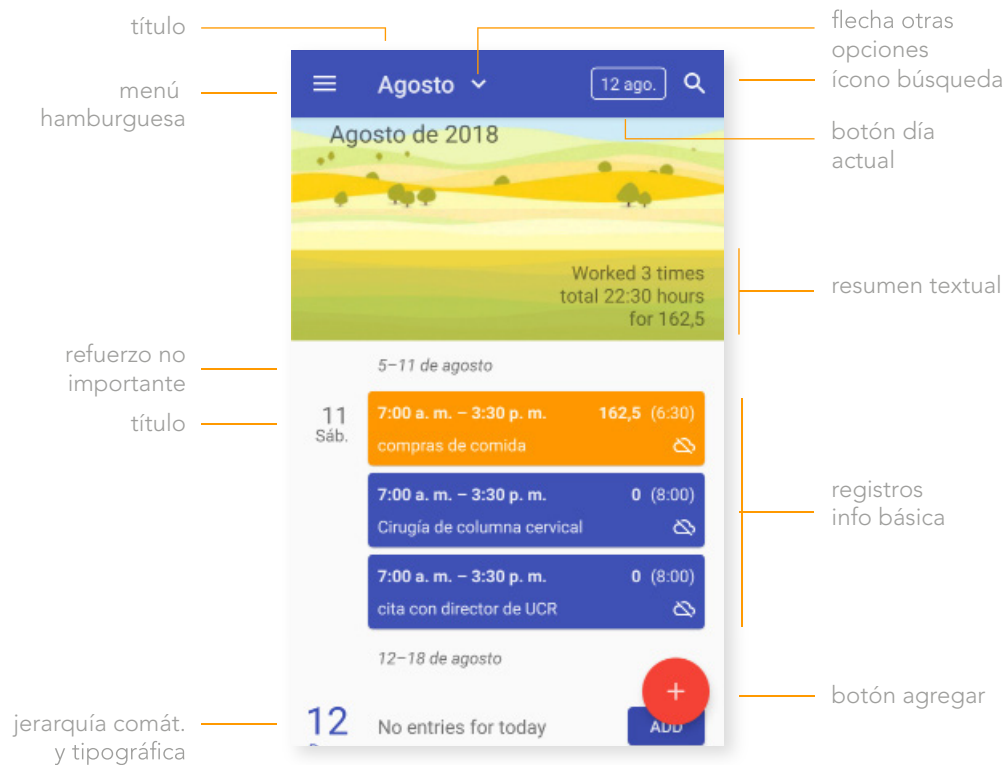 título
flecha otras
opciones
menú
hamburguesa
Agosto
12 ago.
ícono búsqueda
botón día
actual
Agosto de 2018
Worked 3 times
total 22:30 hours
for 162,5
resumen textual
refuerzo no
importante
5–11 de agosto
título
11
Sáb.
7:00 a. m. – 3:30 p. m. 162,5 (6:30)
compras de comida
7:00 a. m. – 3:30 p. m. 0 (8:00)
Cirugía de columna cervical
registros
info básica
7:00 a. m. – 3:30 p. m. 0 (8:00)
cita con director de UCR
12–18 de agosto
+
botón agregar
jerarquía comát.
y tipográfica
12
No entries for today
ADD